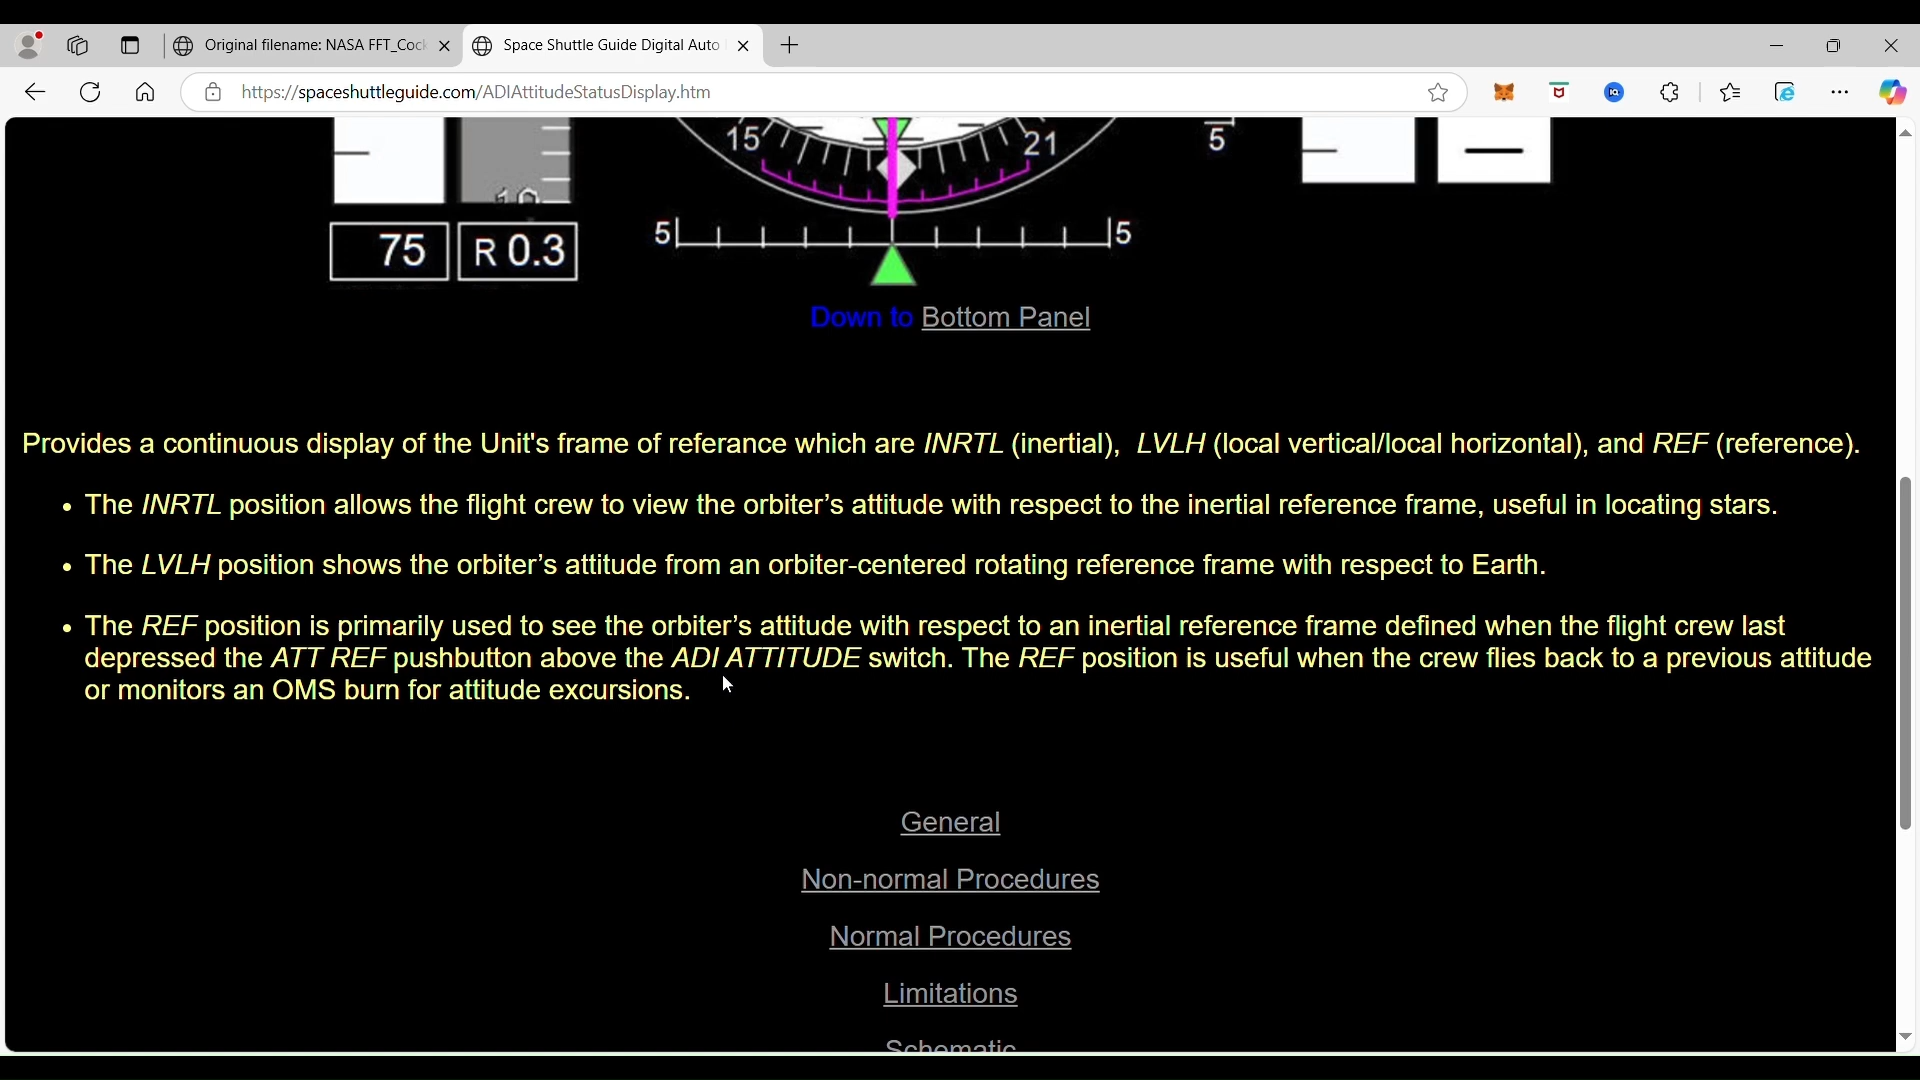 Original filename: NASA FFT_Cock
Space Shuttle Guide Digital Auto
https://spaceshuttleguide.com/ADIAttitudeStatusDisplay.htm
15
21
5
10
75
R 0.3
5
5
Down to Bottom Panel
Provides a continuous display of the Unit's frame of referance which are INRTL (inertial), LVLH (local vertical/local horizontal), and REF (reference).
• The INRTL position allows the flight crew to view the orbiter’s attitude with respect to the inertial reference frame, useful in locating stars.
• The LVLH position shows the orbiter’s attitude from an orbiter-centered rotating reference frame with respect to Earth.
• The REF position is primarily used to see the orbiter’s attitude with respect to an inertial reference frame defined when the flight crew last
depressed the ATT REF pushbutton above the ADI ATTITUDE switch. The REF position is useful when the crew flies back to a previous attitude
or monitors an OMS burn for attitude excursions.
General
Non-normal Procedures
Normal Procedures
Limitations
Schematic